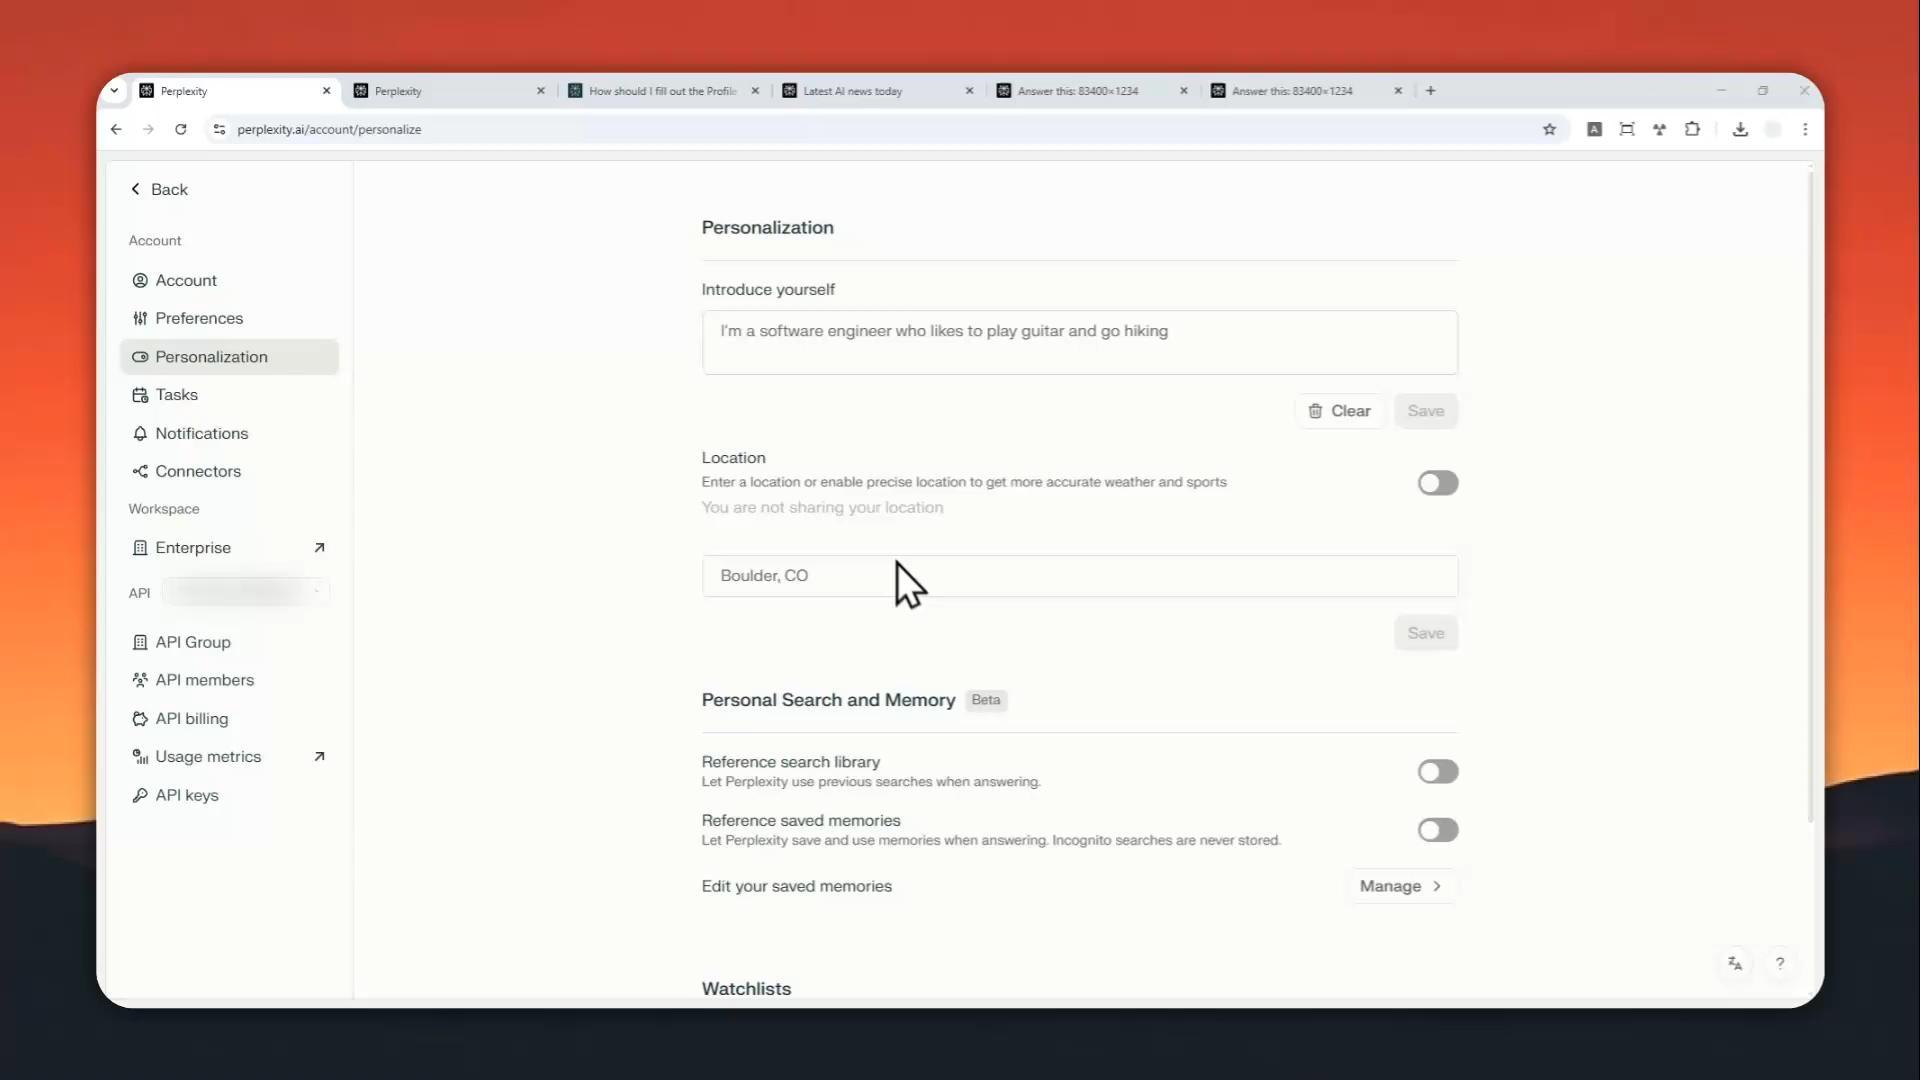 Perplexity
Perplexity
How should I fill out the Profile
Latest AI news today
Answer this: 83400×1234
Answer this: 83400×1234
perplexity.ai/account/personalize
Back
Account
Account
Preferences
Personalization
Tasks
Notifications
Connectors
Workspace
Enterprise
API
API Group
API members
API billing
Usage metrics
API keys
Personalization
Introduce yourself
I'm a software engineer who likes to play guitar and go hiking
Clear
Save
Location
Enter a location or enable precise location to get more accurate weather and sports
You are not sharing your location
Boulder, CO
Save
Personal Search and Memory Beta
Reference search library
Let Perplexity use previous searches when answering.
Reference saved memories
Let Perplexity save and use memories when answering. Incognito searches are never stored.
Edit your saved memories
Manage
Watchlists
?